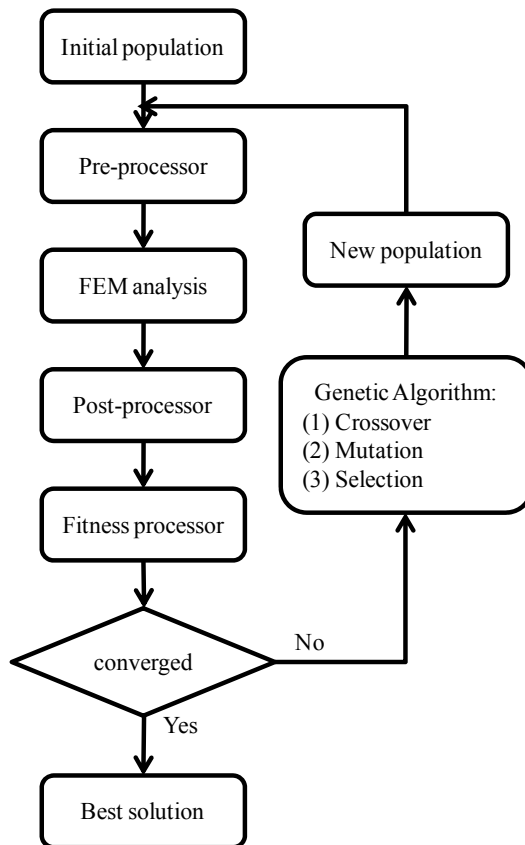 Initial population
Pre-processor
FEM analysis
Post-processor
Fitness processor
converged
Yes
Best solution
No
Genetic Algorithm:
(1) Crossover
(2) Mutation
(3) Selection
New population